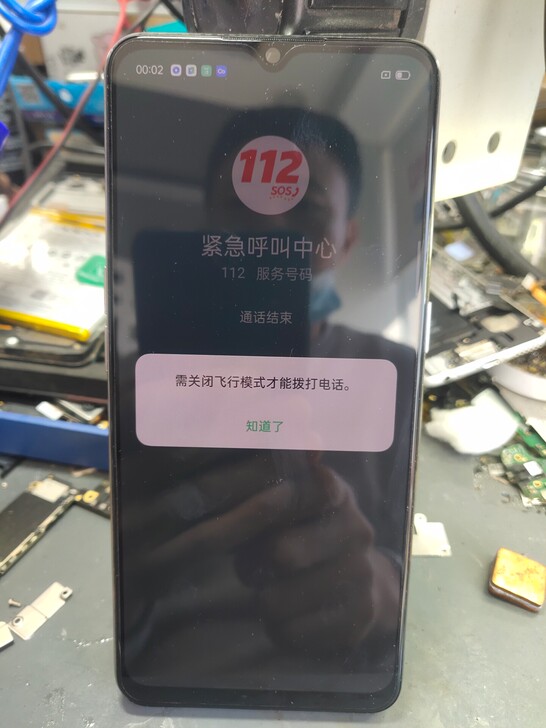 00:02
112
SOS
紧急呼叫中心
112 服务号码
通话结束
需关闭飞行模式才能拨打电话。
知道了